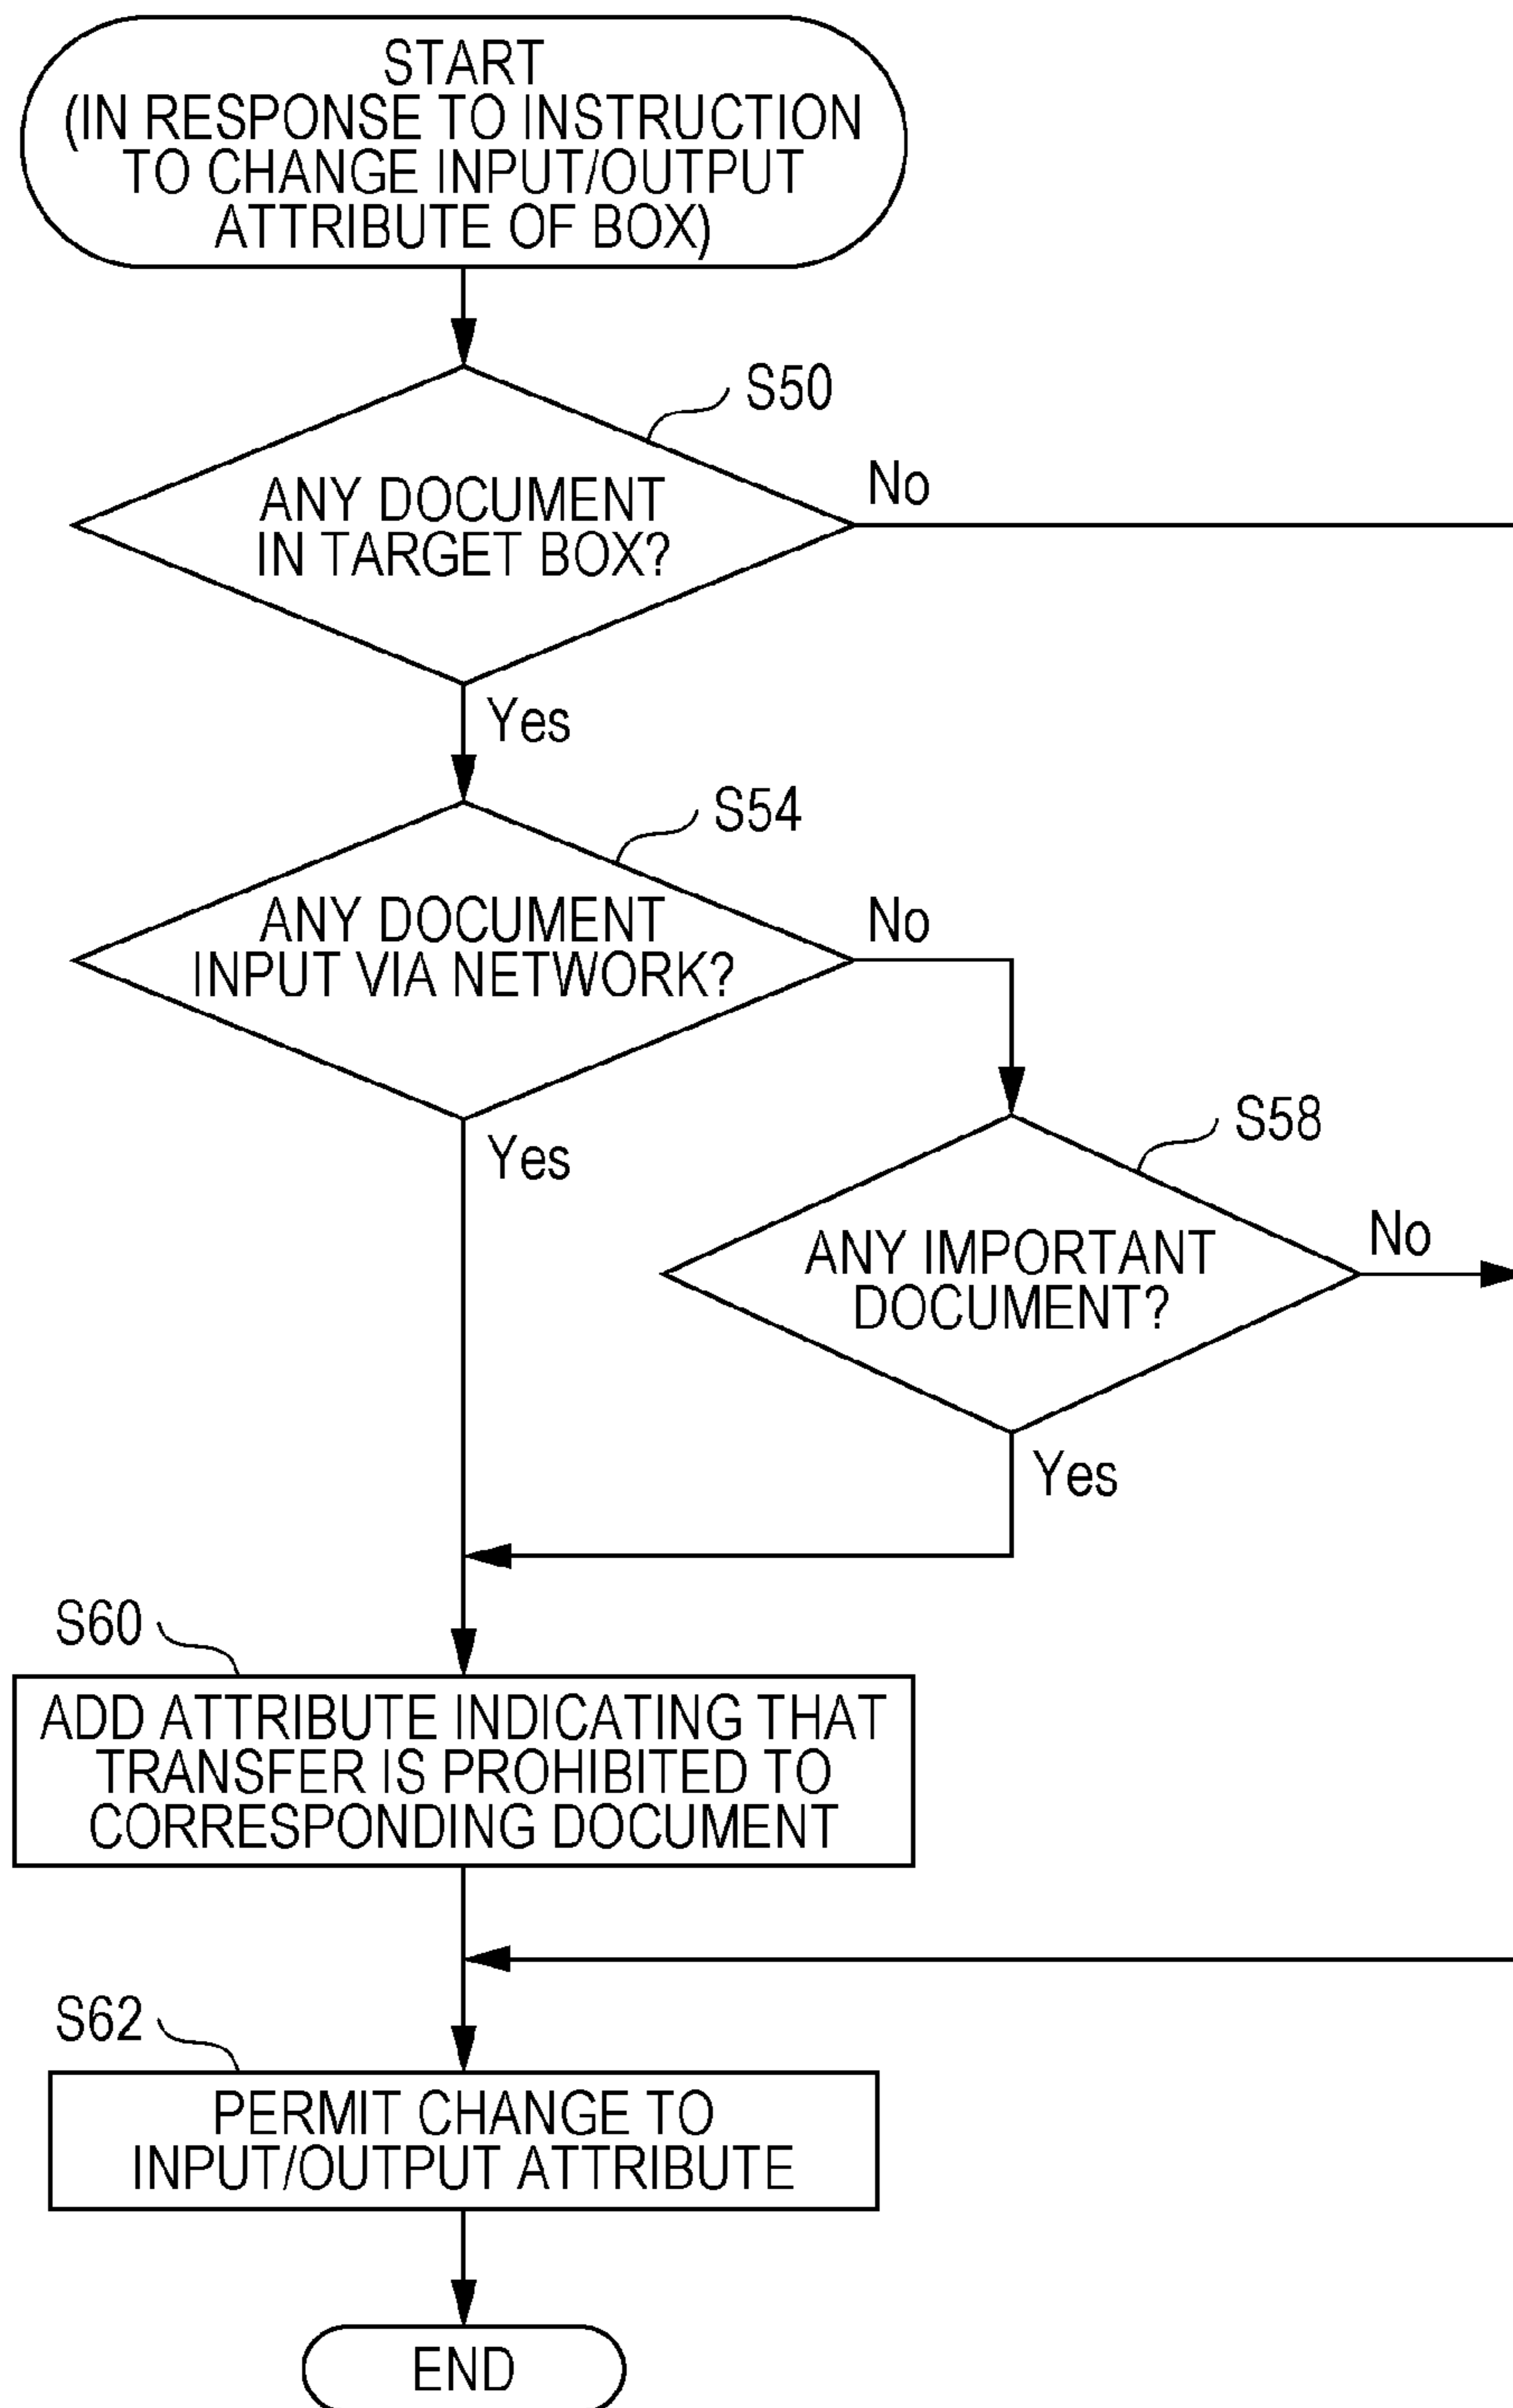 START
(IN RESPONSE TO INSTRUCTION
TO CHANGE INPUT/OUTPUT
ATTRIBUTE OF BOX)
S50
ANY DOCUMENT
IN TARGET BOX?
No
Yes
S54
ANY DOCUMENT
INPUT VIA NETWORK?
No
Yes
S58
ANY IMPORTANT
DOCUMENT?
No
Yes
S60
ADD ATTRIBUTE INDICATING THAT
TRANSFER IS PROHIBITED TO
CORRESPONDING DOCUMENT
S62
PERMIT CHANGE TO
INPUT/OUTPUT ATTRIBUTE
END